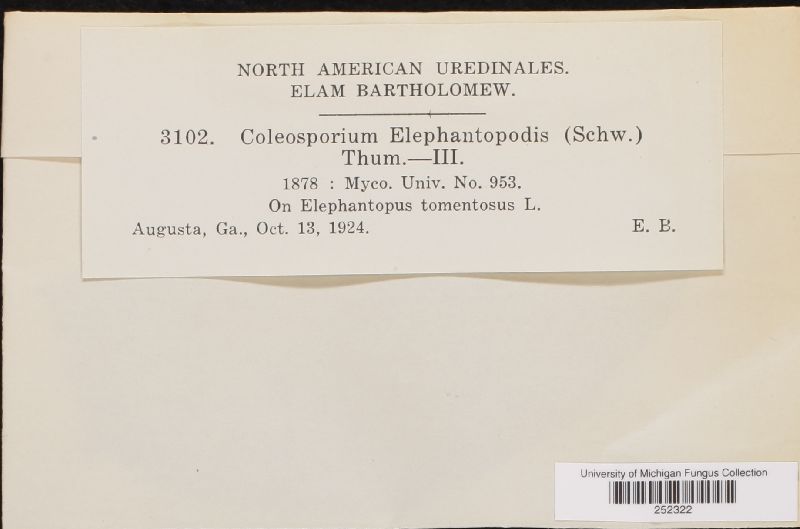 NORTH AMERICAN UREDINALES.
ELAM BARTHOLOMEW.
3102. Coleosporium Elephantopodis (Schw.)
Thum.—III.
1878 : Myco. Univ. No. 953.
On Elephantopus tomentosus L.
Augusta, Ga., Oct. 13, 1924. E. B.
University of Michigan Fungus Collection
252322